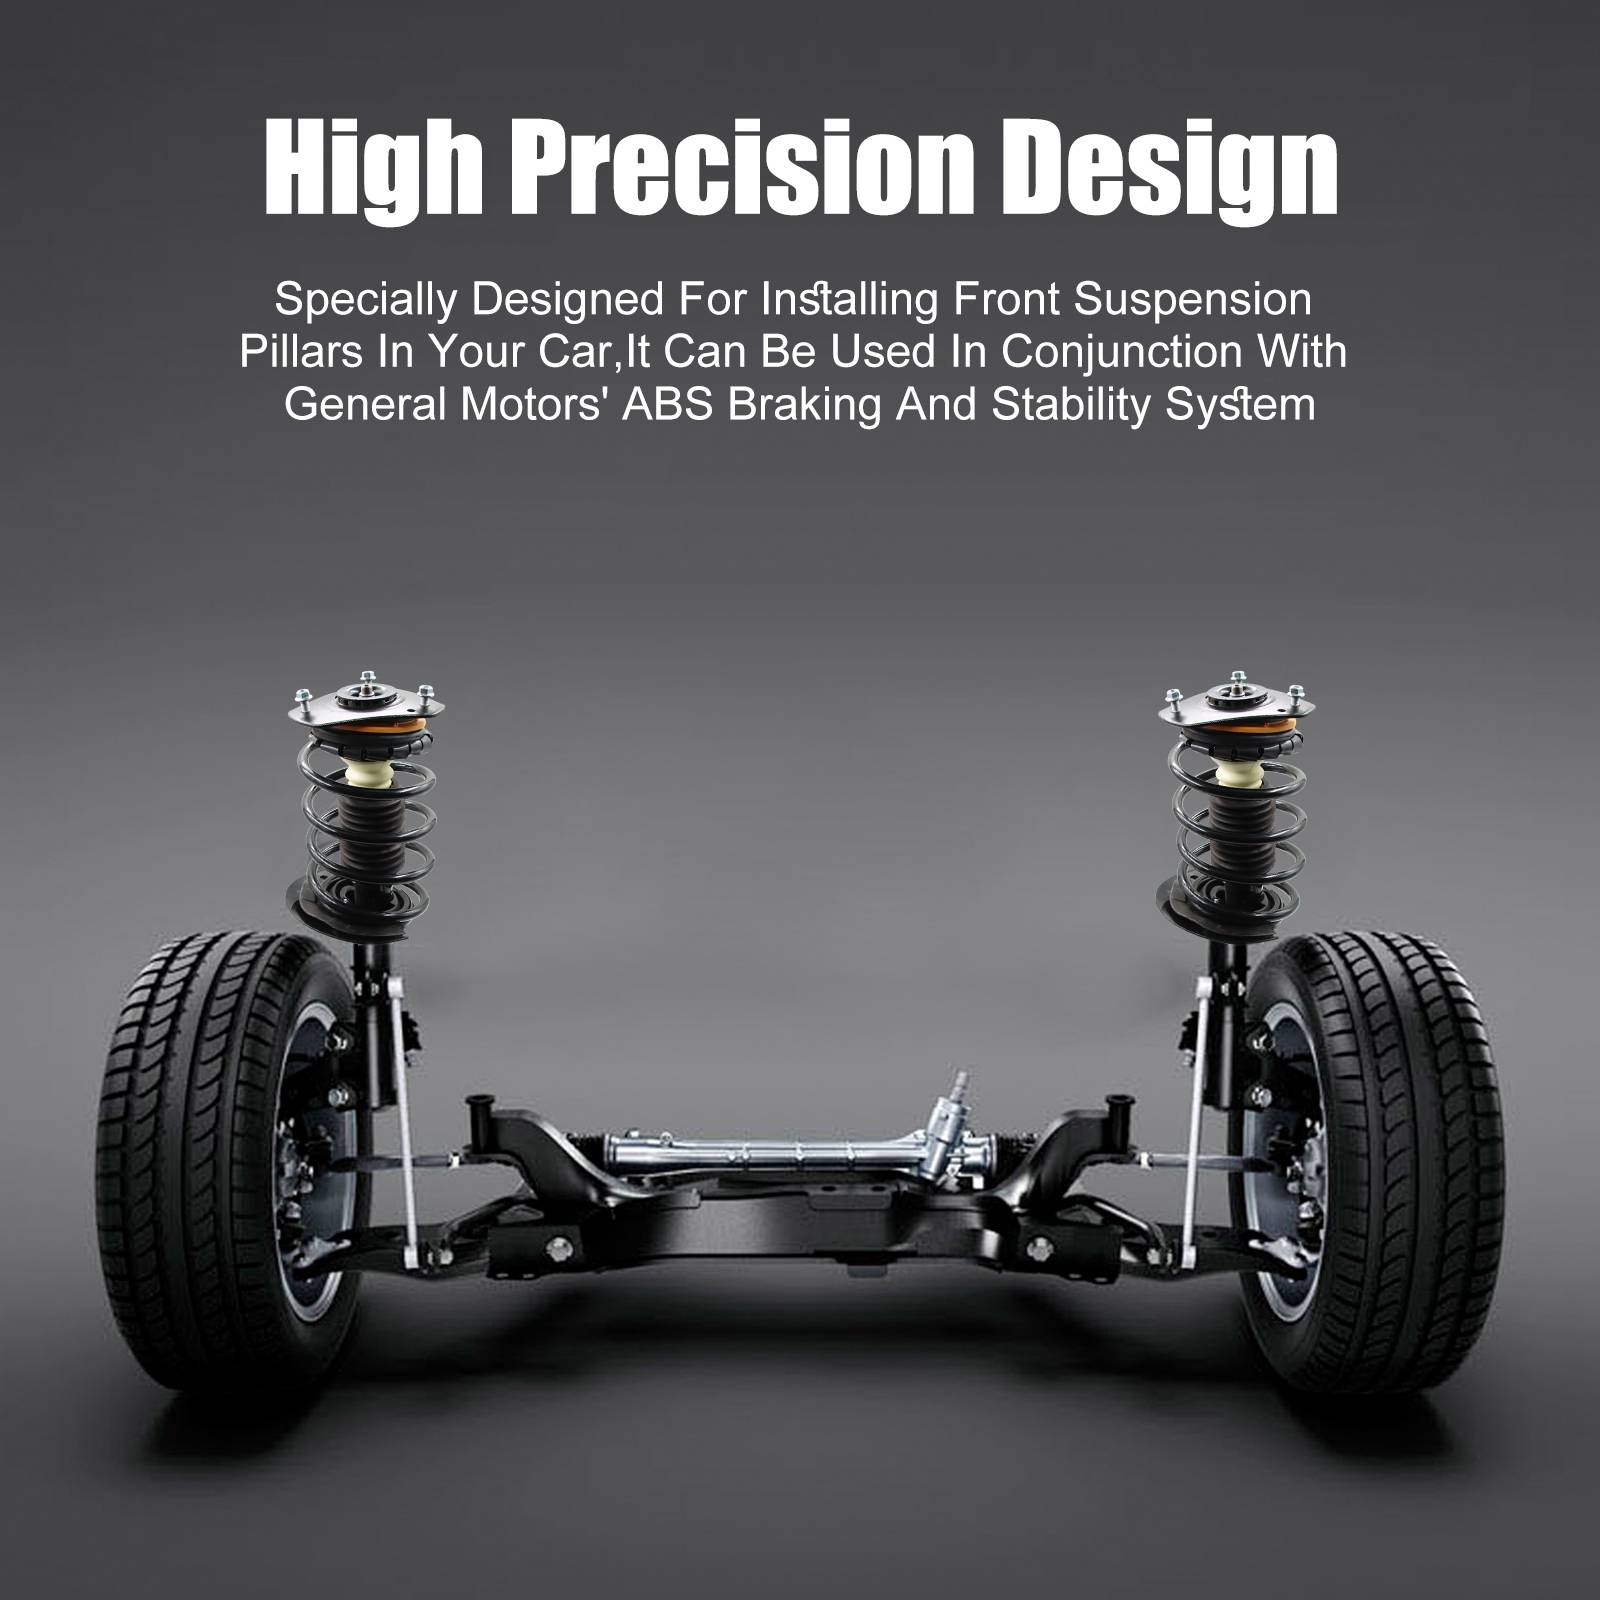 High Precision Design
Specially Designed For Installing Front Suspension
Pillars In Your Car,It Can Be Used In Conjunction With
General Motors' ABS Braking And Stability System